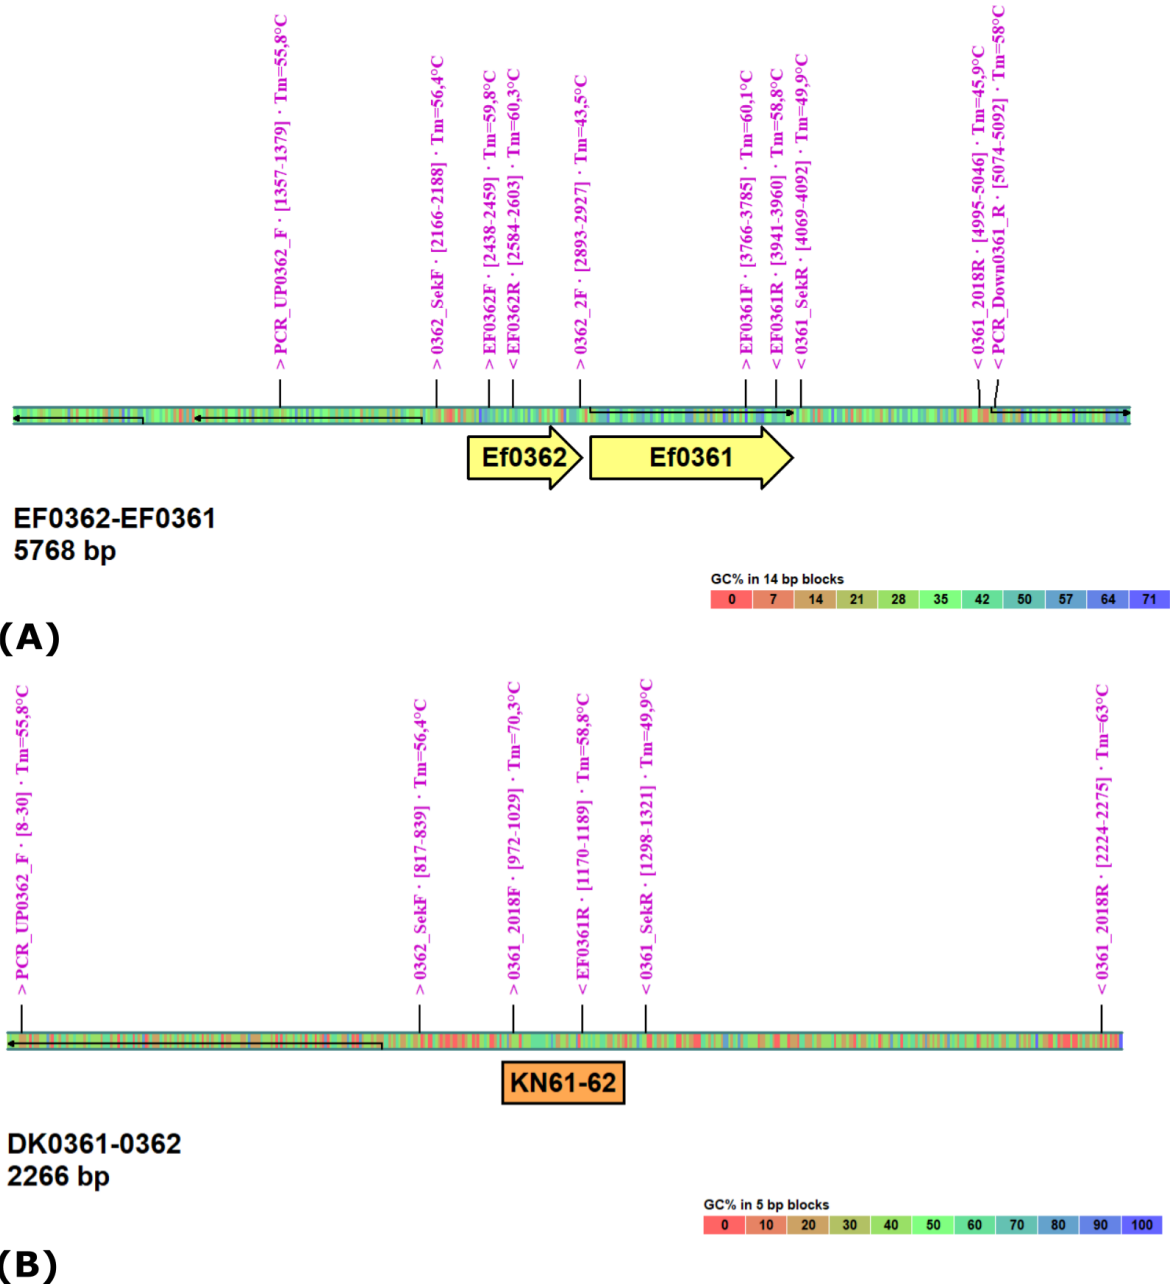 > PCR_UP0362_F · [1357-1379] · Tm=55,8°C
> 0362_SekF · [2166-2188] · Tm=56,4°C
> EF0362F · [2438-2459] · Tm=59,8°C
< EF0362R · [2584-2603] · Tm=60,3°C
> 0362_2F · [2893-2927] · Tm=43,5°C
> EF0361F · [3766-3785] · Tm=60,1°C
< EF0361R · [3941-3960] · Tm=58,8°C
< 0361_SekR · [4069-4092] · Tm=49,9°C
< 0361_2018R · [4995-5046] · Tm=45,9°C
< PCR_Down0361_R · [5074-5092] · Tm=58°C
Ef0362
Ef0361
EF0362-EF0361
5768 bp
GC% in 14 bp blocks
0 7 14 21 28 35 42 50 57 64 71
(A)
> PCR_UP0362_F · [8-30] · Tm=55,8°C
> 0362_SekF · [817-839] · Tm=56,4°C
> 0361_2018F · [972-1029] · Tm=70,3°C
< EF0361R · [1170-1189] · Tm=58,8°C
< 0361_SekR · [1298-1321] · Tm=49,9°C
< 0361_2018R · [2224-2275] · Tm=63°C
KN61-62
DK0361-0362
2266 bp
GC% in 5 bp blocks
0 10 20 30 40 50 60 70 80 90 100
(B)